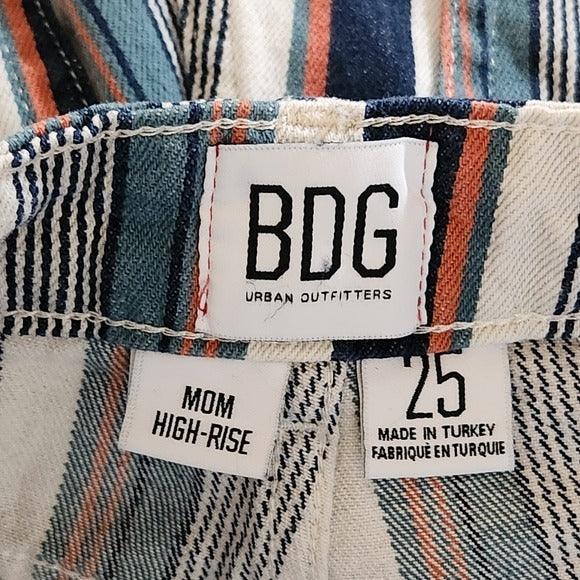 BDG
URBAN OUTFITTERS
MOM
HIGH-RISE
25
MADE IN TURKEY
FABRIQUÉ EN TURQUIE